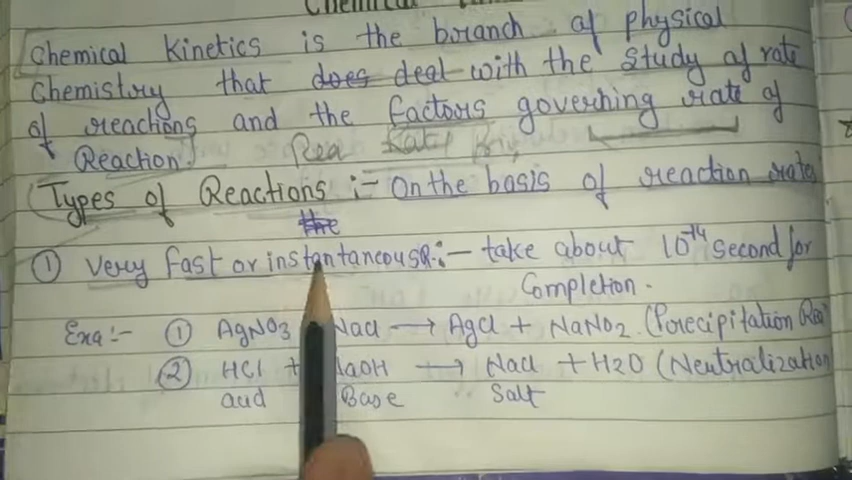 Chemical
Chemical Kinetics is the branch of physical
Chemistry that does deal with the study of rate
of reactions and the factors governing rate of
Reaction.
Types of Reactions :- On the basis of reaction rates
the
① Very fast or instantaneous R :- take about 10⁻¹⁴ second for
Completion.
Exa :- ① AgNO3 NaCl → AgCl + NaNO2 (Precipitation Rea
② HCl + NaOH → NaCl + H2O (Neutralization
acid Base Salt